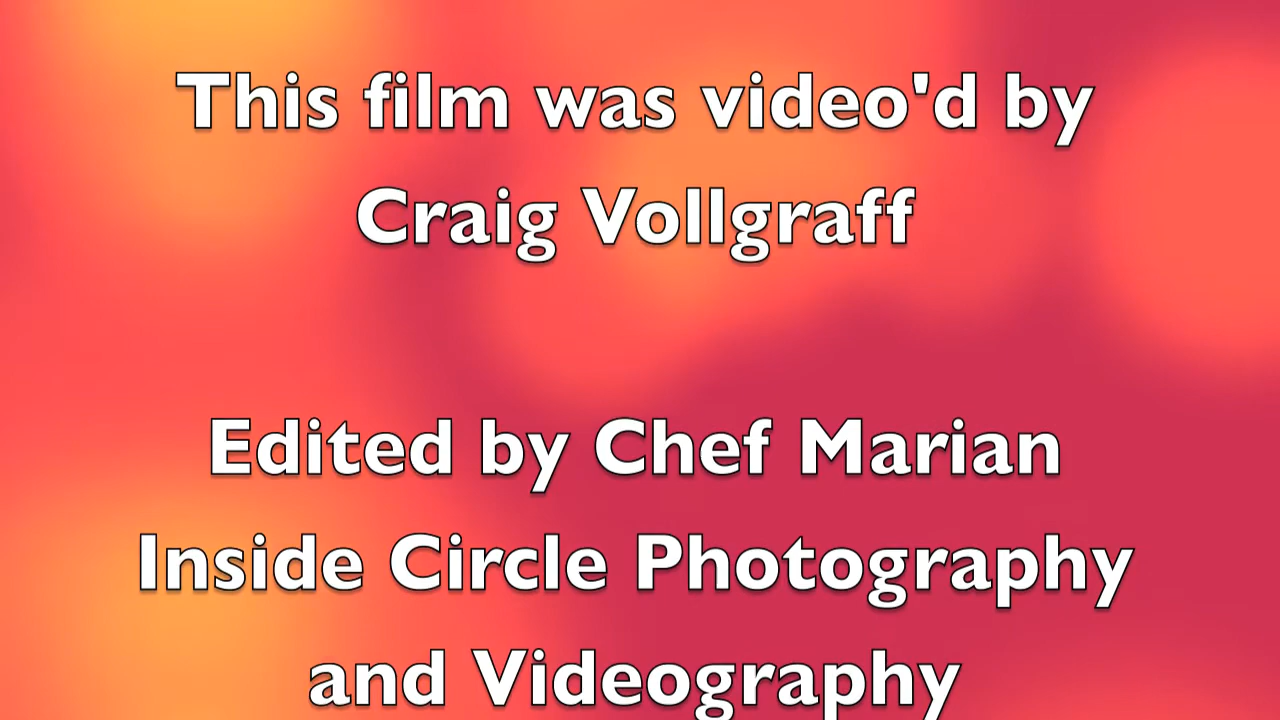 This film was video'd by
Craig Vollgraff
Edited by Chef Marian
Inside Circle Photography
and Videography